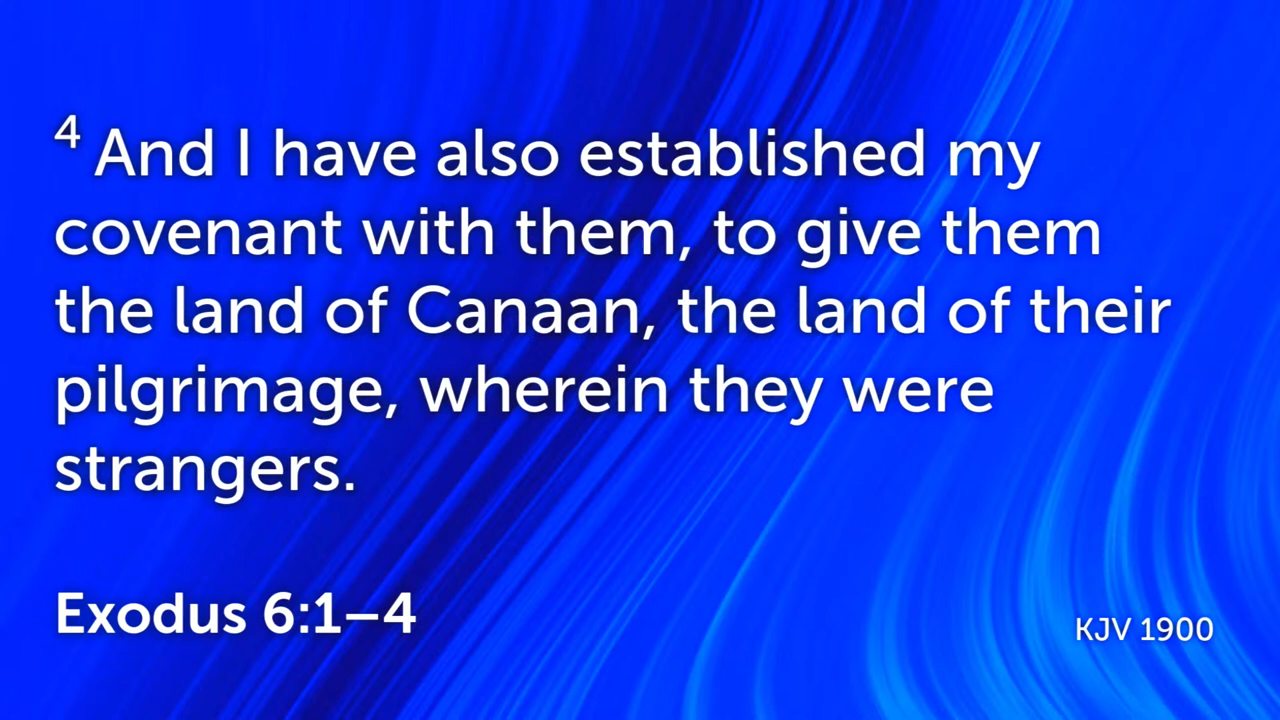 4 And I have also established my
covenant with them, to give them
the land of Canaan, the land of their
pilgrimage, wherein they were
strangers.
Exodus 6:1–4
KJV 1900